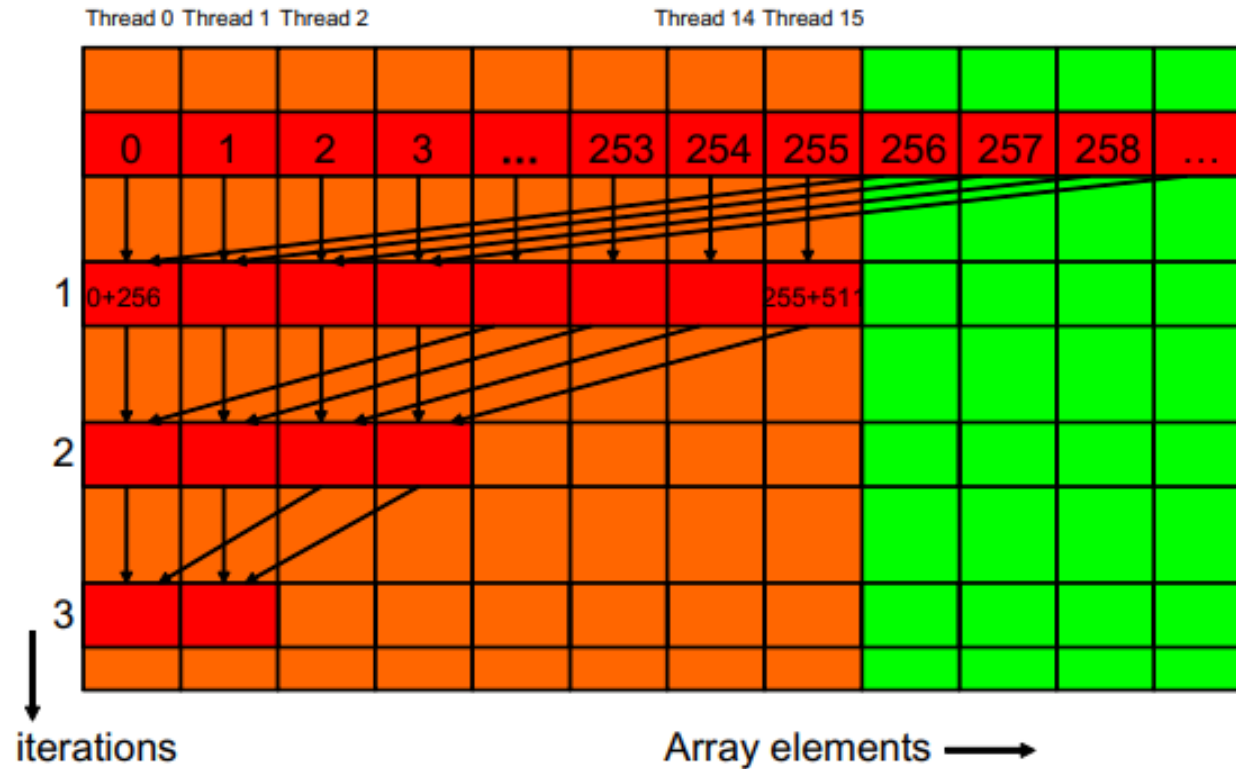 Thread 0 Thread 1 Thread 2 Thread 14 Thread 15
0 1 2 3 ... 253 254 255 256 257 258 ...
1 0+256 255+511
2
3
iterations Array elements